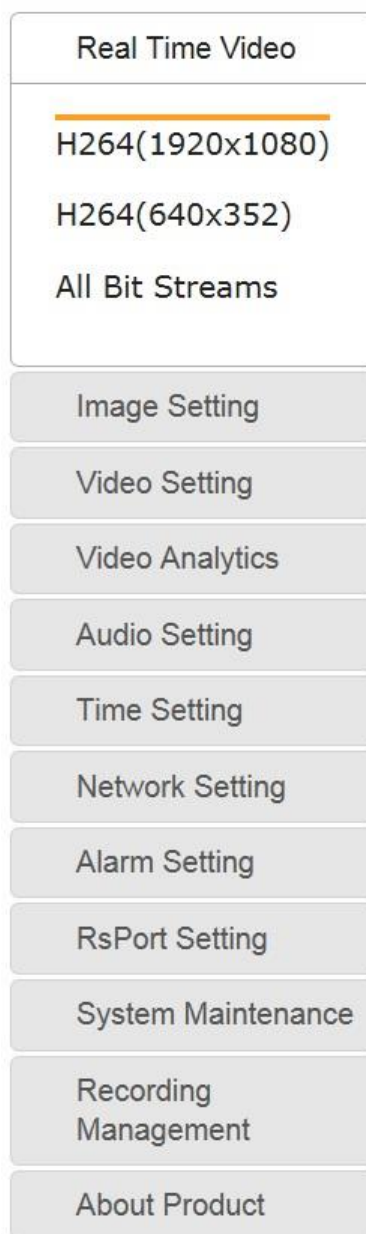 Real Time Video
H264(1920x1080)
H264(640x352)
All Bit Streams
Image Setting
Video Setting
Video Analytics
Audio Setting
Time Setting
Network Setting
Alarm Setting
RsPort Setting
System Maintenance
Recording
Management
About Product